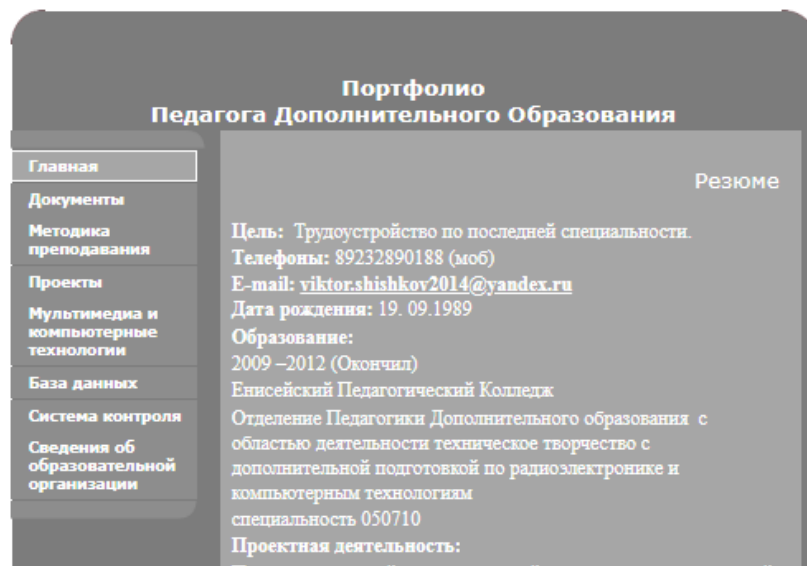 Портфолио
Педагога Дополнительного Образования
Главная
Документы
Методика
преподавания
Проекты
Мультимедиа и
компьютерные
технологии
База данных
Система контроля
Сведения об
образовательной
организации
Резюме
Цель: Трудоустройство по последней специальности.
Телефоны: 89232890188 (моб)
E-mail: viktor.shishkov2014@yandex.ru
Дата рождения: 19. 09.1989
Образование:
2009 –2012 (Окончил)
Енисейский Педагогический Колледж
Отделение Педагогики Дополнительного образования с
областью деятельности техническое творчество с
дополнительной подготовкой по радиоэлектронике и
компьютерным технологиям
специальность 050710
Проектная деятельность: